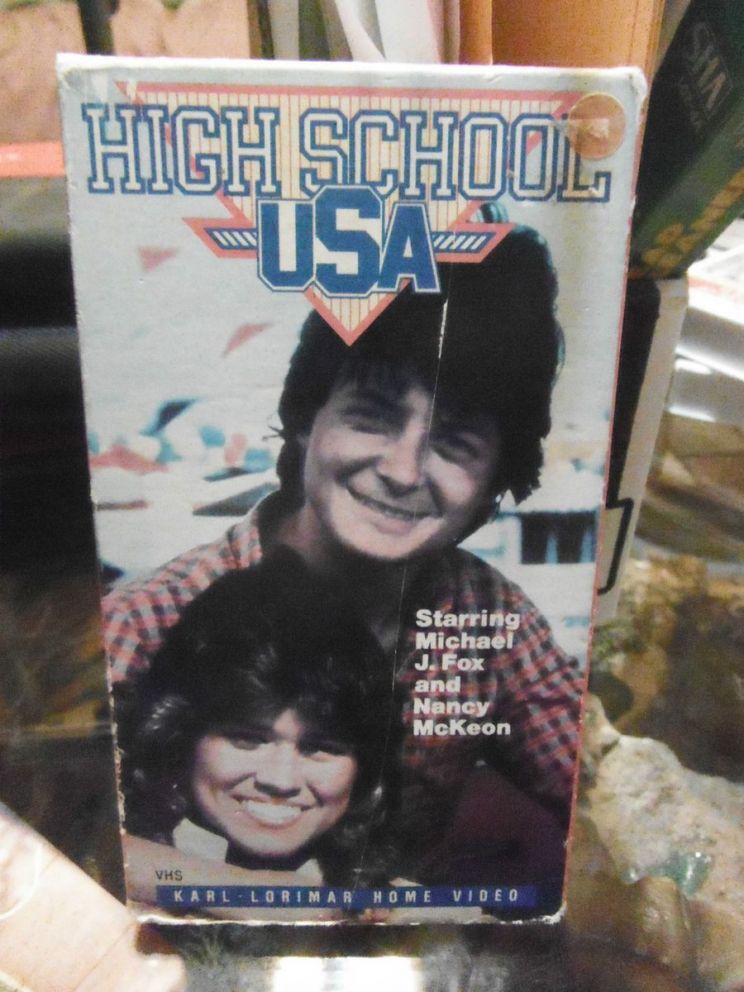 HIGH SCHOOL
USA
Starring
Michael
J. Fox
and
Nancy
McKeon
VHS
KARL-LORIMAR HOME VIDEO